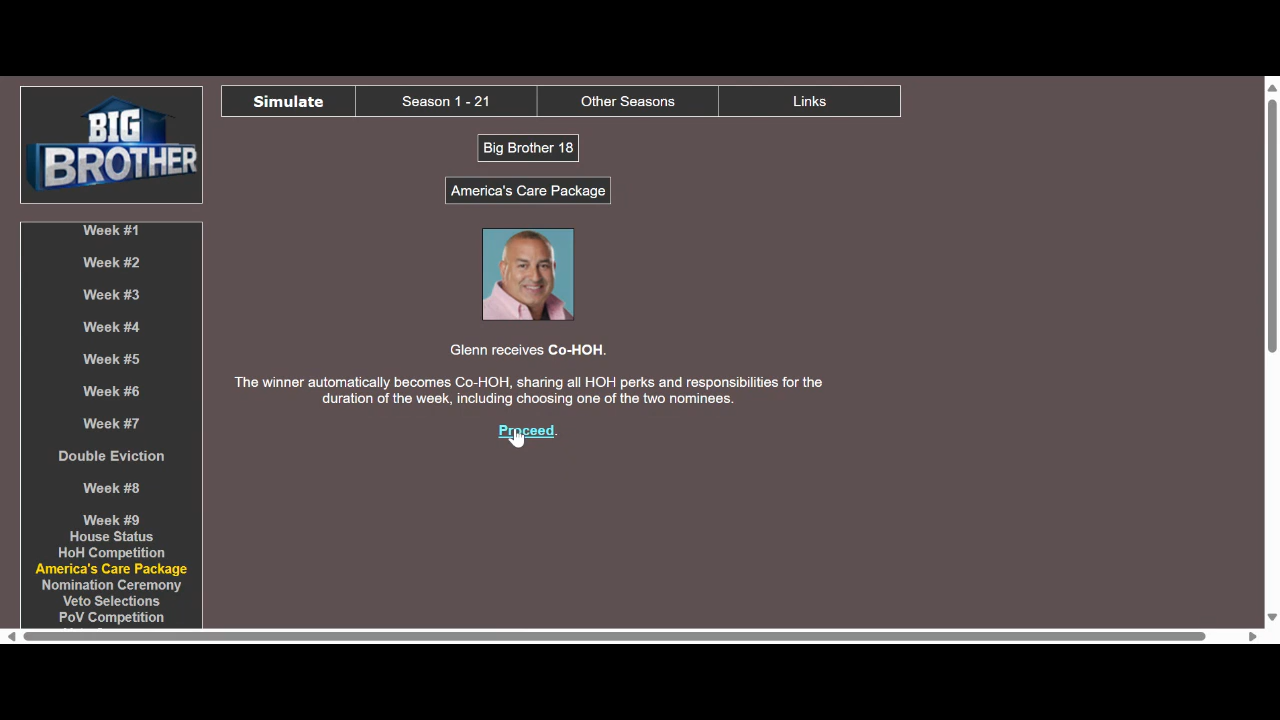 BIG
BROTHER
Simulate
Season 1 - 21
Other Seasons
Links
Big Brother 18
America's Care Package
Glenn receives Co-HOH.
The winner automatically becomes Co-HOH, sharing all HOH perks and responsibilities for the
duration of the week, including choosing one of the two nominees.
Proceed.
Week #1
Week #2
Week #3
Week #4
Week #5
Week #6
Week #7
Double Eviction
Week #8
Week #9
House Status
HoH Competition
America's Care Package
Nomination Ceremony
Veto Selections
PoV Competition